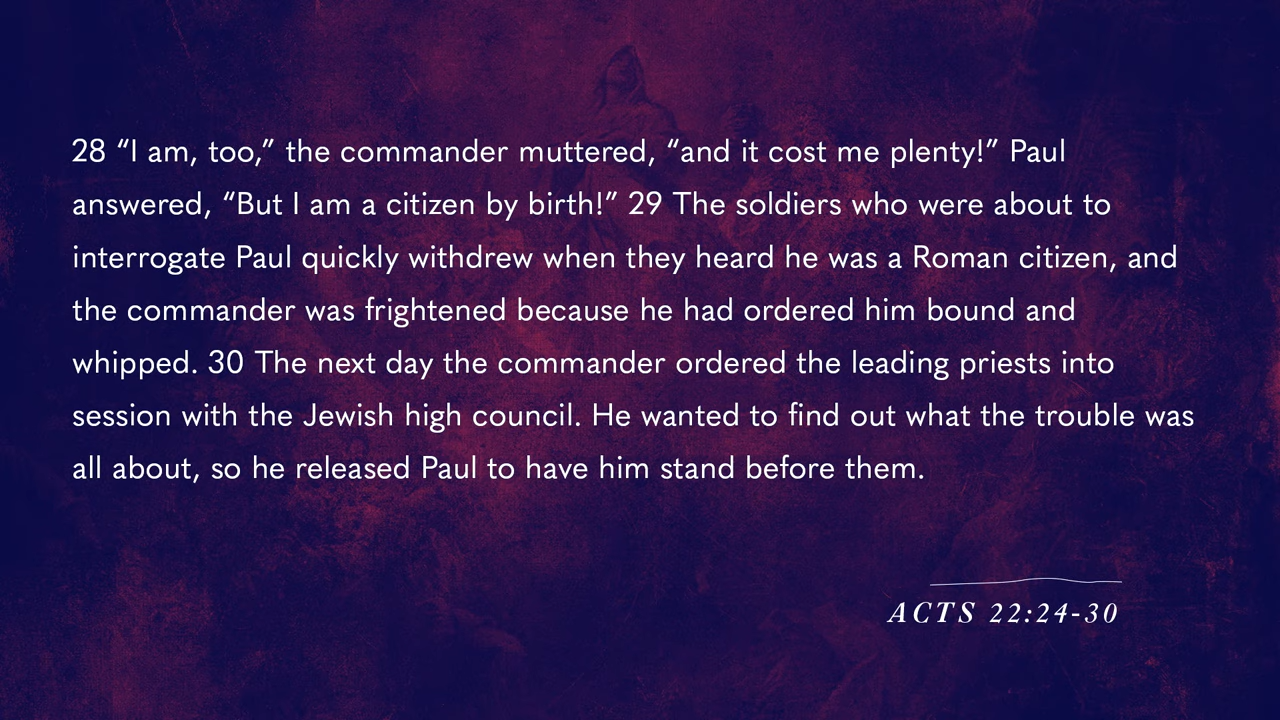 28 “I am, too,” the commander muttered, “and it cost me plenty!” Paul
answered, “But I am a citizen by birth!” 29 The soldiers who were about to
interrogate Paul quickly withdrew when they heard he was a Roman citizen, and
the commander was frightened because he had ordered him bound and
whipped. 30 The next day the commander ordered the leading priests into
session with the Jewish high council. He wanted to find out what the trouble was
all about, so he released Paul to have him stand before them.
ACTS 22:24-30